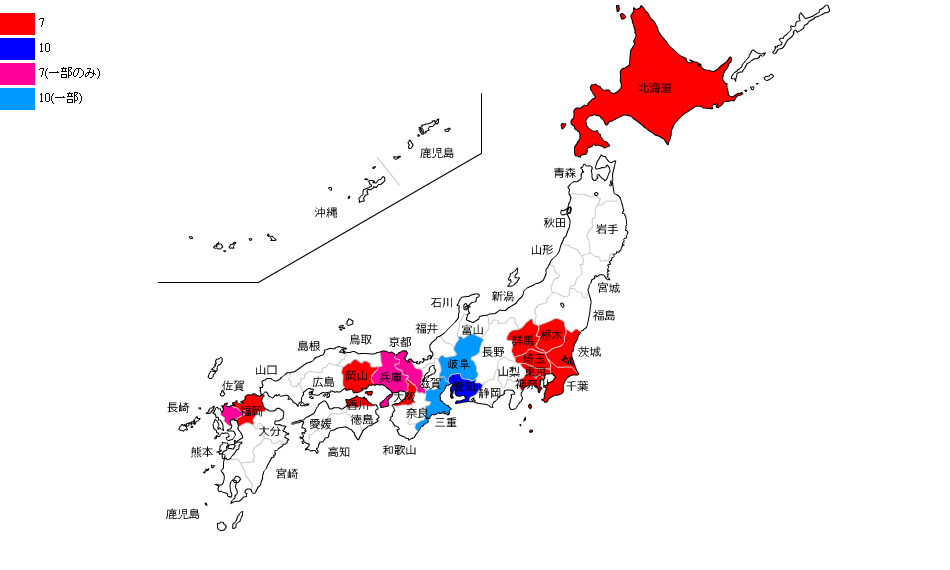 7
10
7(一部のみ)
10(一部)
北海道
鹿児島
青森
沖縄
秋田
岩手
山形
宮城
新潟
石川
福島
富山
福井
栃木
群馬
鳥取
京都
島根
長野
茨城
埼玉
岐阜
山口
山梨
東京
岡山
兵庫
広島
滋賀
神奈川
千葉
佐賀
愛知
静岡
大阪
香川
長崎
福岡
奈良
徳島
三重
愛媛
大分
和歌山
高知
熊本
宮崎
鹿児島